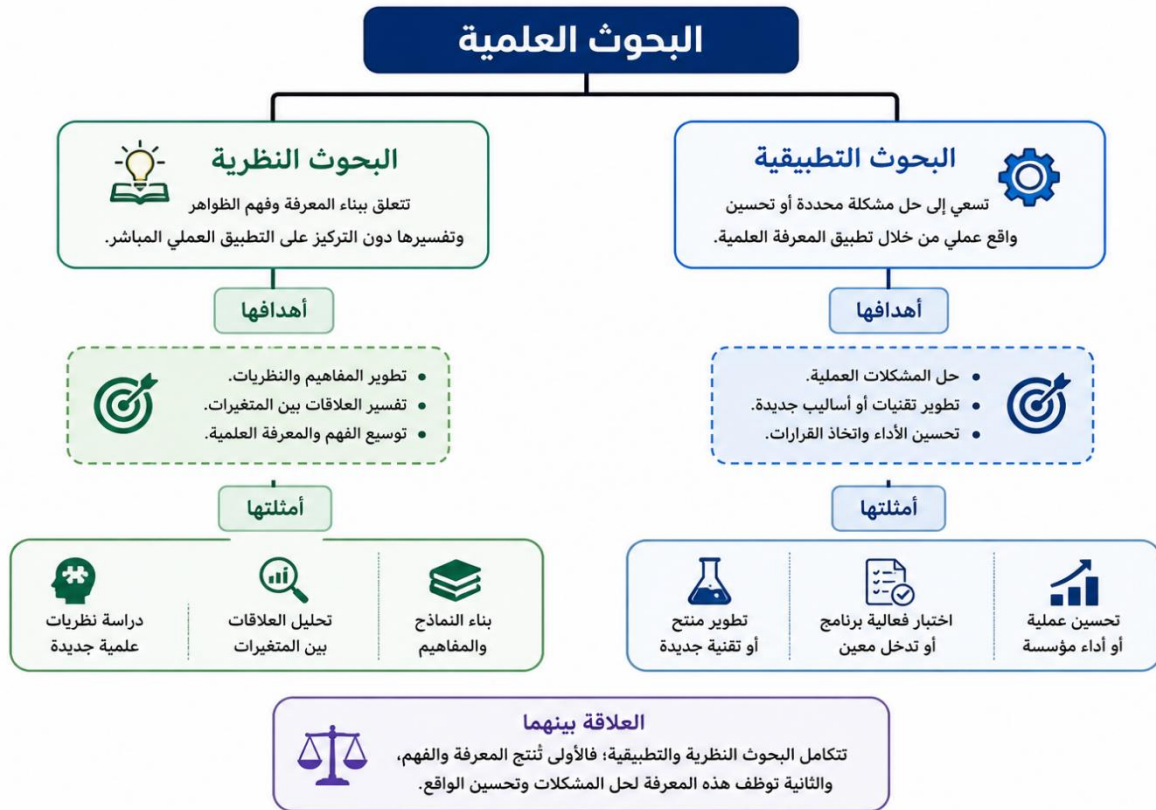 البحوث العلمية
البحوث التطبيقية
تسعي إلى حل مشكلة محددة أو تحسين
واقع عملي من خلال تطبيق المعرفة العلمية.
أهدافها
• حل المشكلات العملية.
• تطوير تقنيات أو أساليب جديدة.
• تحسين الأداء واتخاذ القرارات.
أمثلتها
تحسين عملية
أو أداء مؤسسة
اختبار فعالية برنامج
أو تدخل معين
تطوير منتج
أو تقنية جديدة
البحوث النظرية
تتعلق ببناء المعرفة وفهم الظواهر
وتفسيرها دون التركيز على التطبيق العملي المباشر.
أهدافها
• تطوير المفاهيم والنظريات.
• تفسير العلاقات بين المتغيرات.
• توسيع الفهم والمعرفة العلمية.
أمثلتها
بناء النماذج
والمفاهيم
تحليل العلاقات
بين المتغيرات
دراسة نظريات
علمية جديدة
العلاقة بينهما
تتكامل البحوث النظرية والتطبيقية؛ فالأولى تُنتج المعرفة والفهم،
والثانية توظف هذه المعرفة لحل المشكلات وتحسين الواقع.